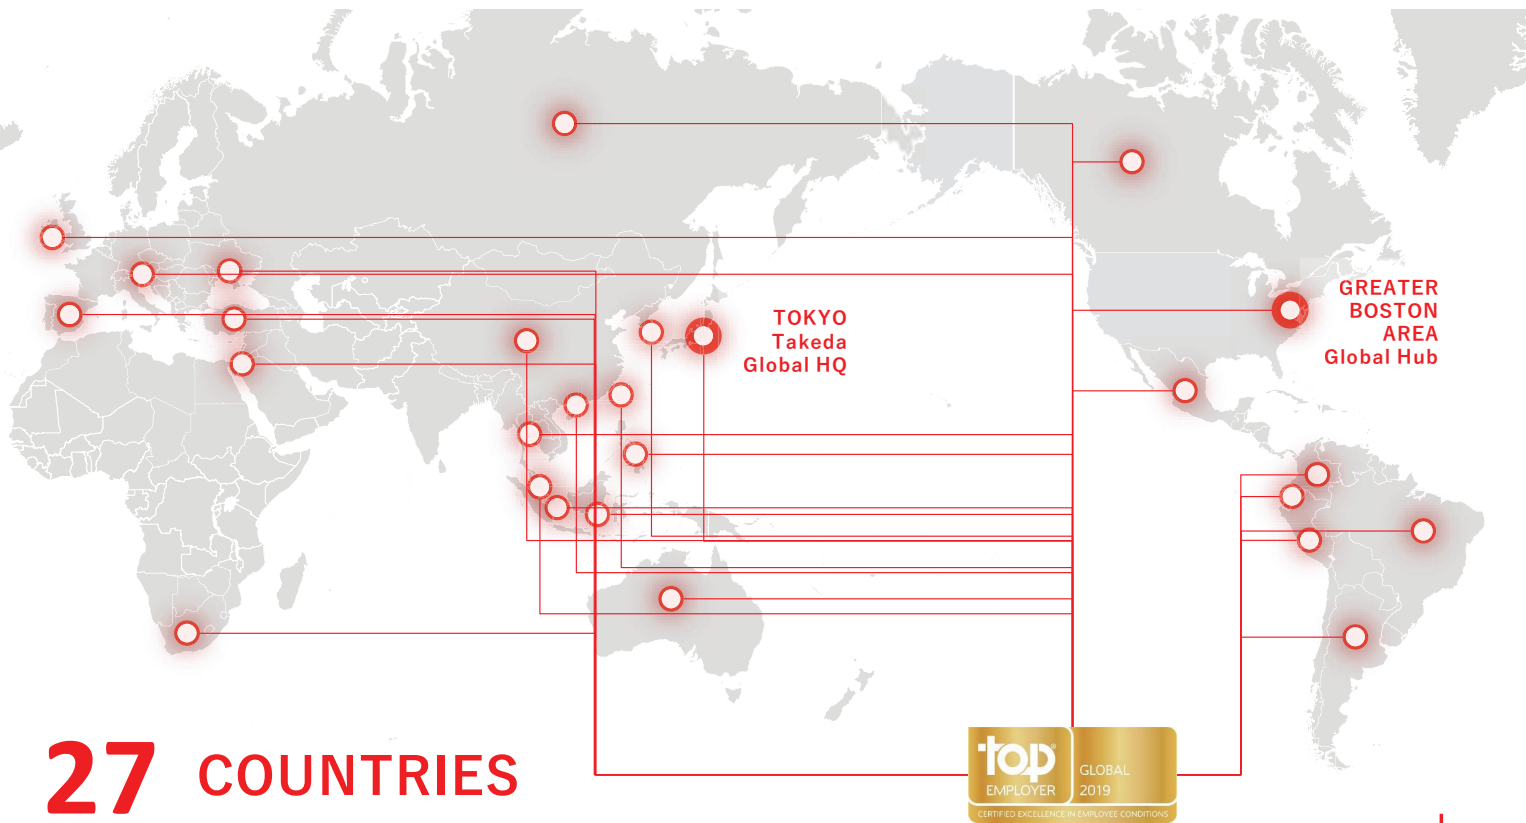 TOKYO
Takeda
Global HQ
GREATER
BOSTON
AREA
Global Hub
27 COUNTRIES
top
EMPLOYER
GLOBAL
2019
CERTIFIED EXCELLENCE IN EMPLOYEE CONDITIONS